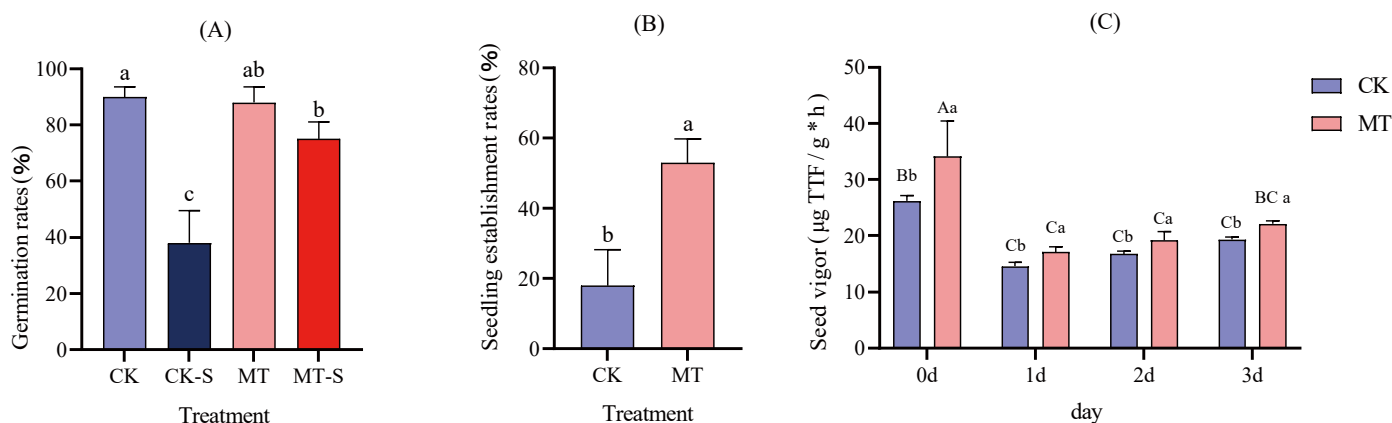 (A)
Germination rates(%)
100
80
60
40
20
0
a
c
ab
b
CK
CK-S
MT
MT-S
Treatment
(B)
Seedling establishment rates(%)
80
60
40
20
0
b
a
CK
MT
Treatment
(C)
Seed vigor ( μg TTF / g * h )
50
40
30
20
10
0
Bb
Aa
Cb
Ca
Cb
Ca
Cb
BC a
0d
1d
2d
3d
day
CK
MT